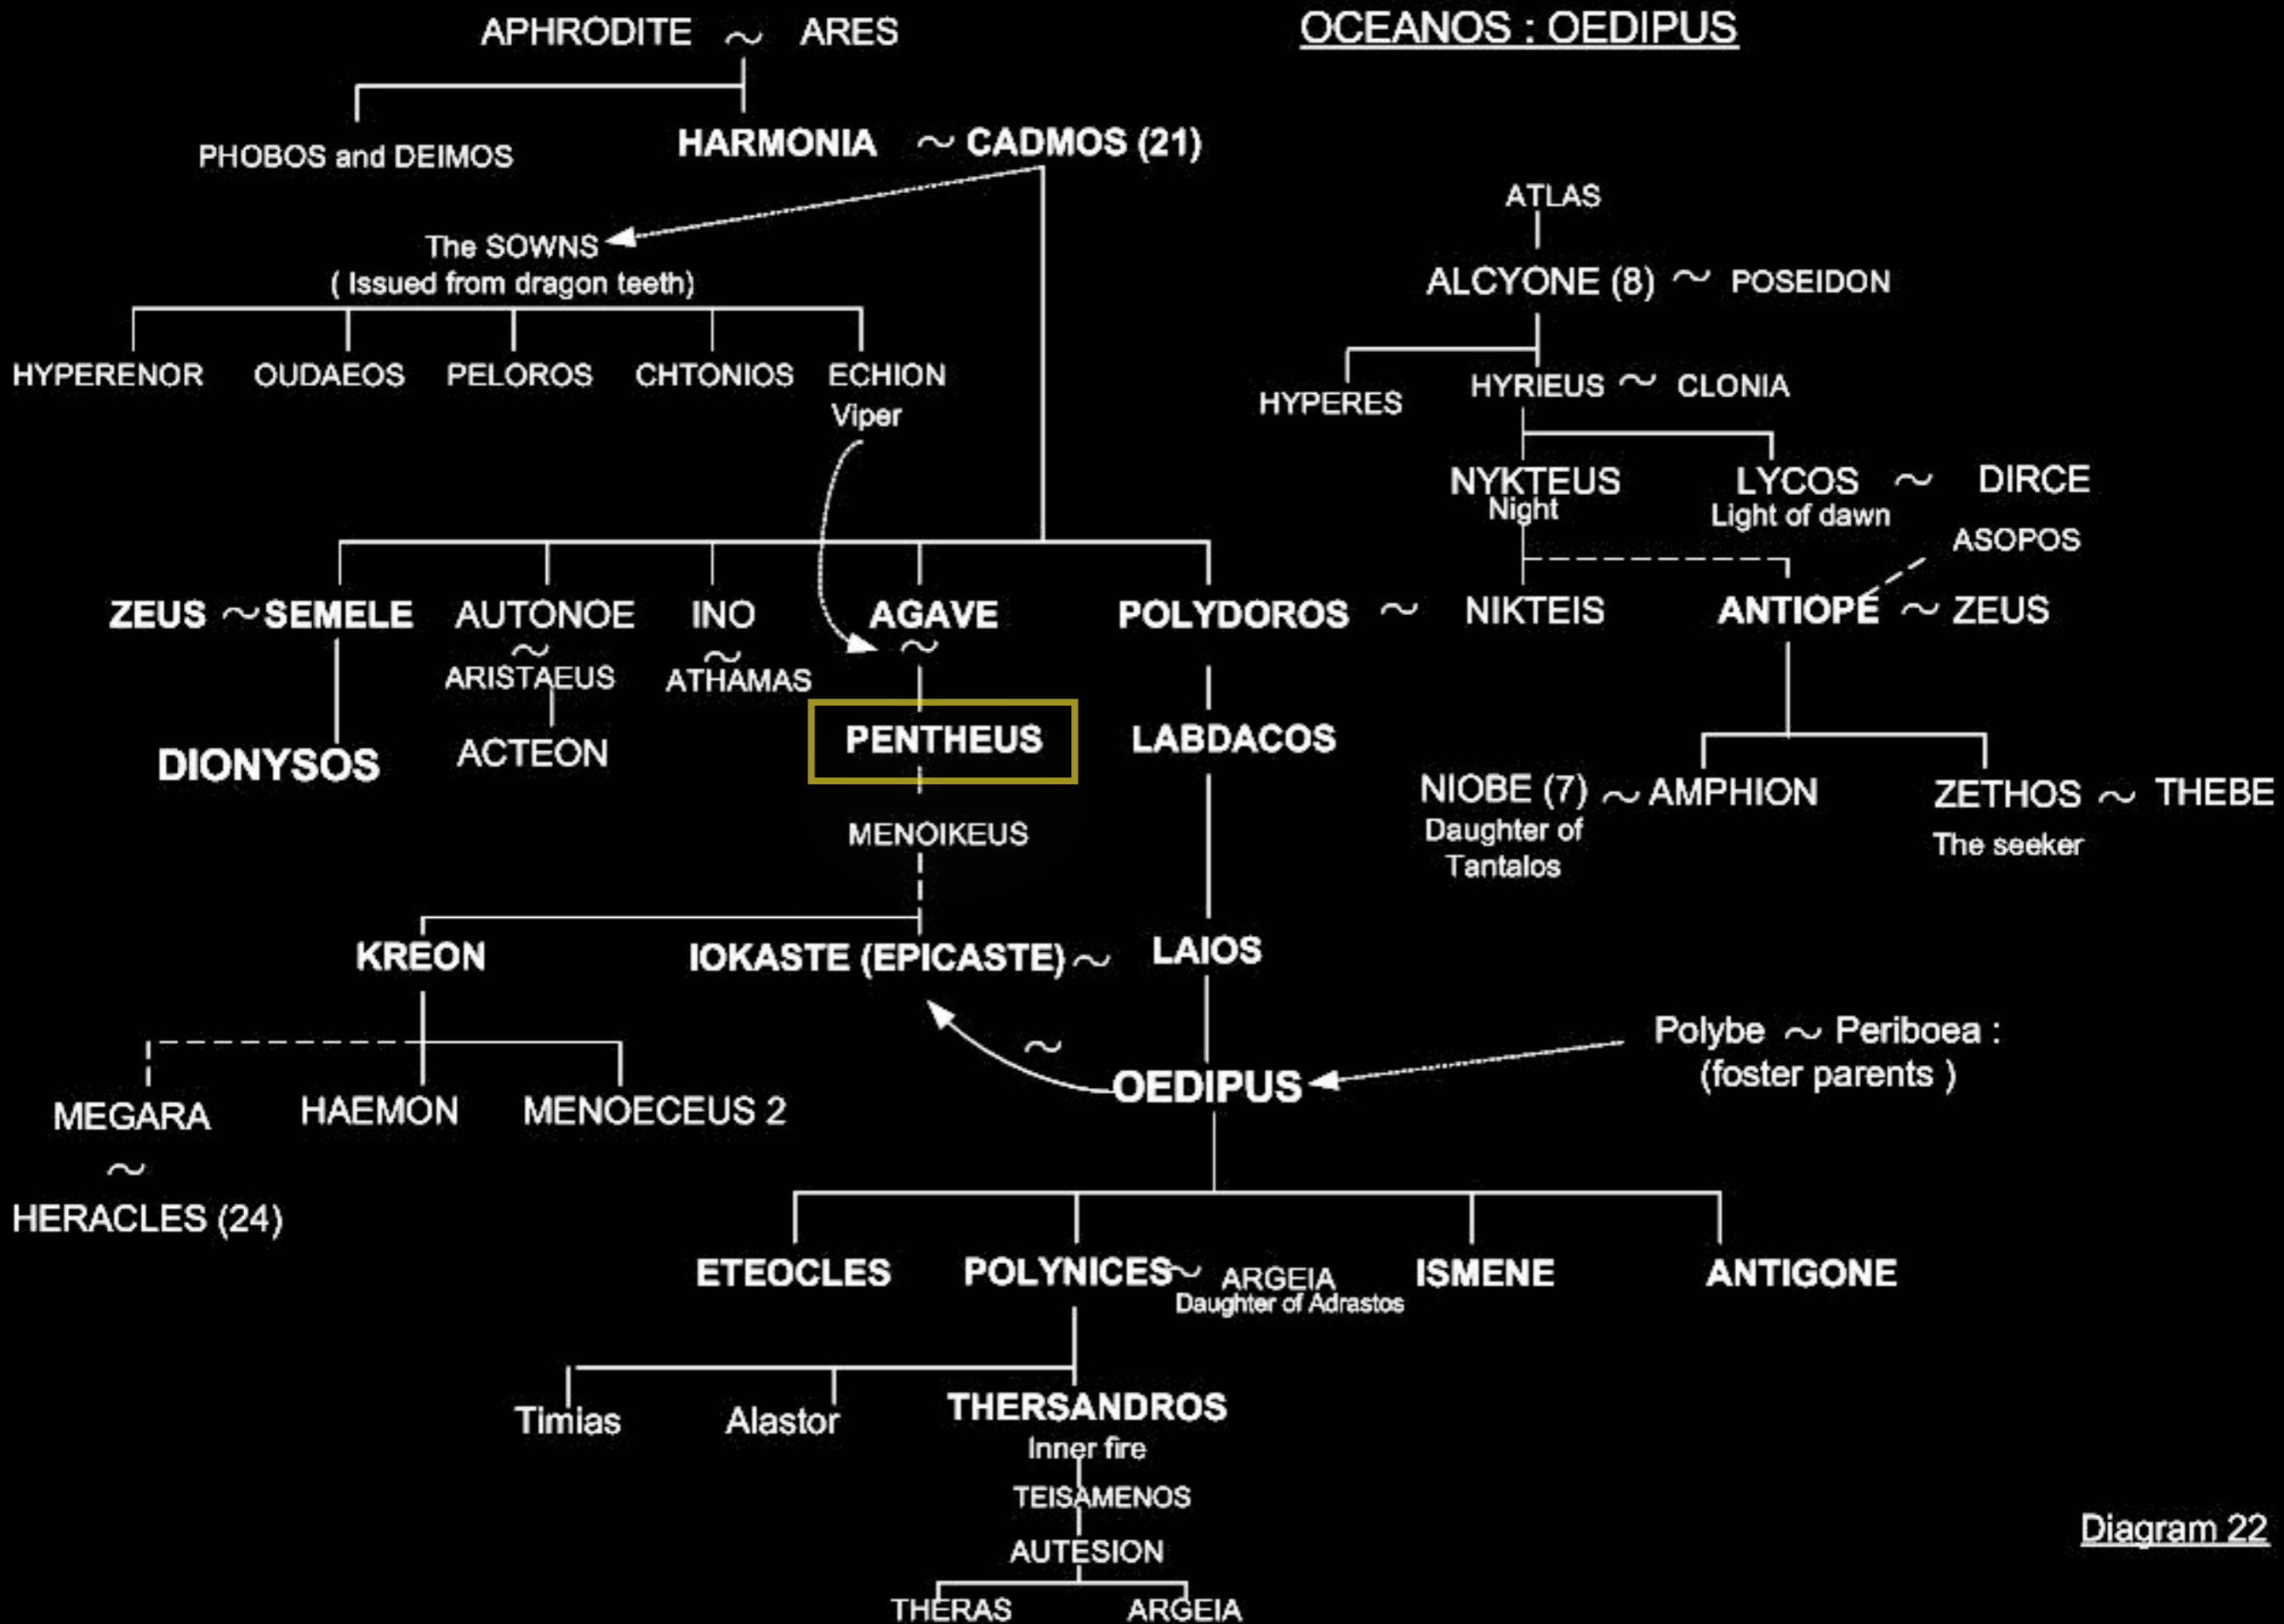 APHRODITE ~ ARES
OCEANOS : OEDIPUS
PHOBOS and DEIMOS
HARMONIA ~ CADMOS (21)
ATLAS
The SOWNS
( Issued from dragon teeth)
ALCYONE (8) ~ POSEIDON
HYPERENOR OUDAEOS PELOROS CHTONIOS ECHION
Viper
HYPERES
HYRIEUS ~ CLONIA
NYKTEUS
Night
LYCOS ~ DIRCE
Light of dawn
ASOPOS
ZEUS ~ SEMELE
AUTONOE
~
ARISTAEUS
INO
~
ATHAMAS
AGAVE
~
POLYDOROS ~ NIKTEIS
ANTIOPE ~ ZEUS
DIONYSOS
ACTEON
PENTHEUS
LABDACOS
NIOBE (7) ~ AMPHION
Daughter of
Tantalos
ZETHOS ~ THEBE
The seeker
MENOIKEUS
KREON
IOKASTE (EPICASTE) ~ LAIOS
~
OEDIPUS
Polybe ~ Periboea :
(foster parents )
MEGARA
~
HERACLES (24)
HAEMON
MENOECEUS 2
ETEOCLES
POLYNICES ~ ARGEIA
Daughter of Adrastos
ISMENE
ANTIGONE
Timias
Alastor
THERSANDROS
Inner fire
TEISAMENOS
AUTESION
THERAS
ARGEIA
Diagram 22